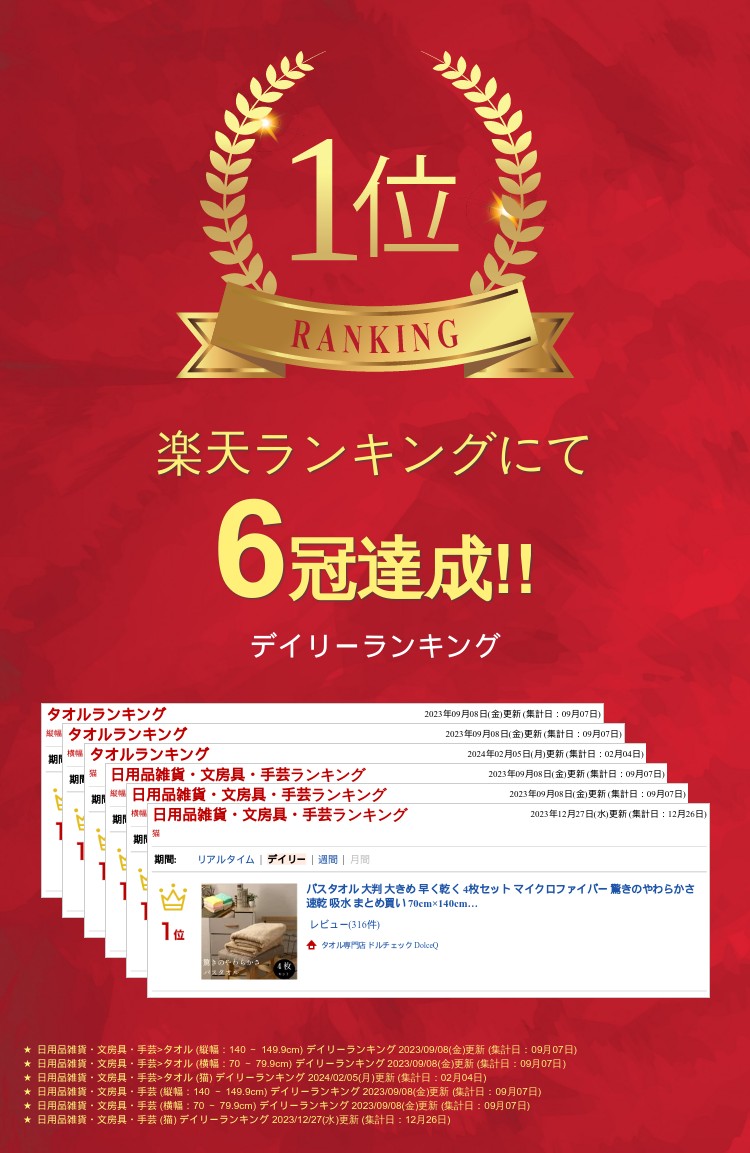 1位
RANKING
楽天ランキングにて
6冠達成!!
デイリーランキング
タオルランキング
2023年09月08日(金)更新 (集計日：09月07日)
縦幅
タオルランキング
2023年09月08日(金)更新 (集計日：09月07日)
横幅
タオルランキング
2024年02月05日(月)更新 (集計日：02月04日)
猫
日用品雑貨・文房具・手芸ランキング
2023年09月08日(金)更新 (集計日：09月07日)
縦幅
日用品雑貨・文房具・手芸ランキング
2023年09月08日(金)更新 (集計日：09月07日)
横幅
日用品雑貨・文房具・手芸ランキング
2023年12月27日(水)更新 (集計日：12月26日)
猫
期間: リアルタイム | デイリー | 週間 | 月間
1位
バスタオル 大判 大きめ 早く乾く 4枚セット マイクロファイバー 驚きのやわらかさ
速乾 吸水 まとめ買い 70cm×140cm…
レビュー(316件)
タオル専門店 ドルチェック DolceQ
驚きのやわらかさ
バスタオル
4枚
★ 日用品雑貨・文房具・手芸>タオル (縦幅：140 － 149.9cm) デイリーランキング 2023/09/08(金)更新 (集計日：09月07日)
★ 日用品雑貨・文房具・手芸>タオル (横幅：70 － 79.9cm) デイリーランキング 2023/09/08(金)更新 (集計日：09月07日)
★ 日用品雑貨・文房具・手芸>タオル (猫) デイリーランキング 2024/02/05(月)更新 (集計日：02月04日)
★ 日用品雑貨・文房具・手芸 (縦幅：140 － 149.9cm) デイリーランキング 2023/09/08(金)更新 (集計日：09月07日)
★ 日用品雑貨・文房具・手芸 (横幅：70 － 79.9cm) デイリーランキング 2023/09/08(金)更新 (集計日：09月07日)
★ 日用品雑貨・文房具・手芸 (猫) デイリーランキング 2023/12/27(水)更新 (集計日：12月26日)